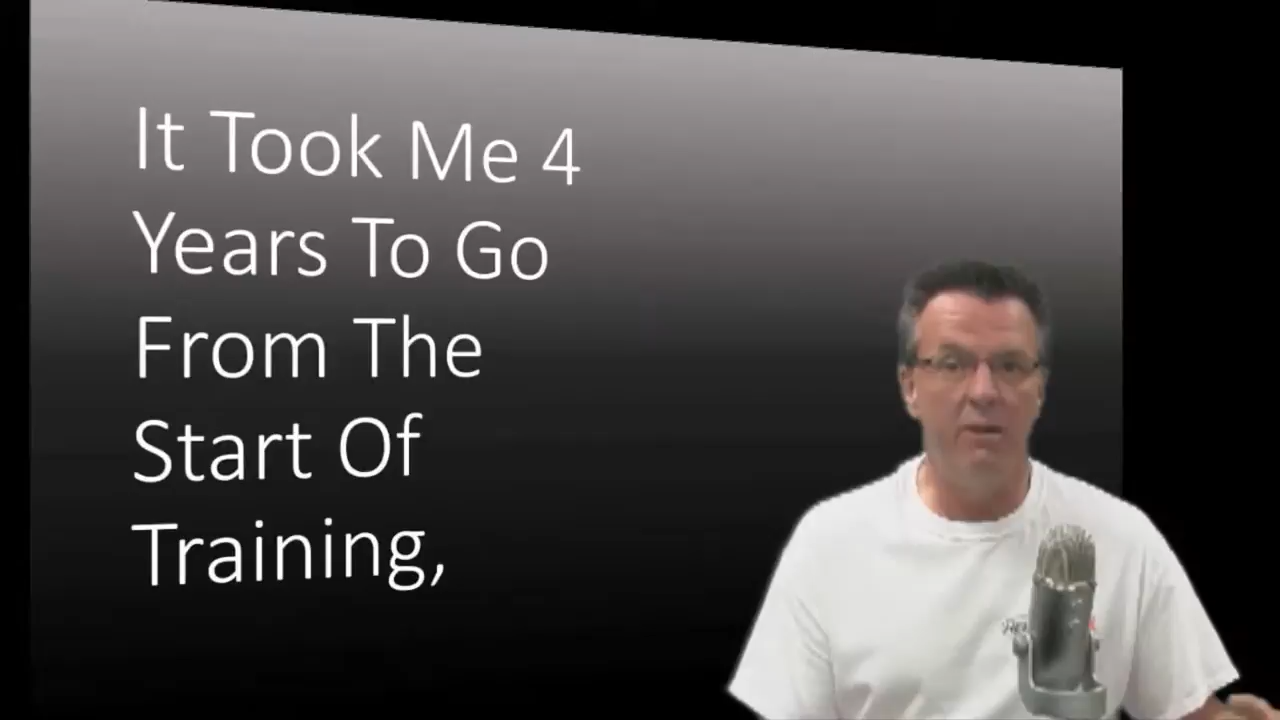 It Took Me 4
Years To Go
From The
Start Of
Training,